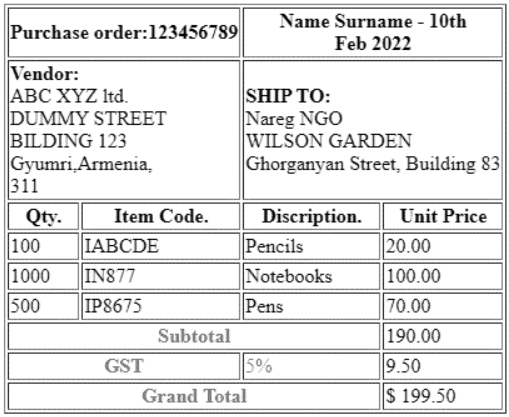 Purchase order:123456789
Name Surname - 10th
Feb 2022
Vendor:
ABC XYZ ltd.
DUMMY STREET
BILDING 123
Gyumri,Armenia,
311
SHIP TO:
Nareg NGO
WILSON GARDEN
Ghorganyan Street, Building 83
Qty. Item Code. Discription. Unit Price
100 IABCDE Pencils 20.00
1000 IN877 Notebooks 100.00
500 IP8675 Pens 70.00
Subtotal 190.00
GST 5% 9.50
Grand Total $ 199.50